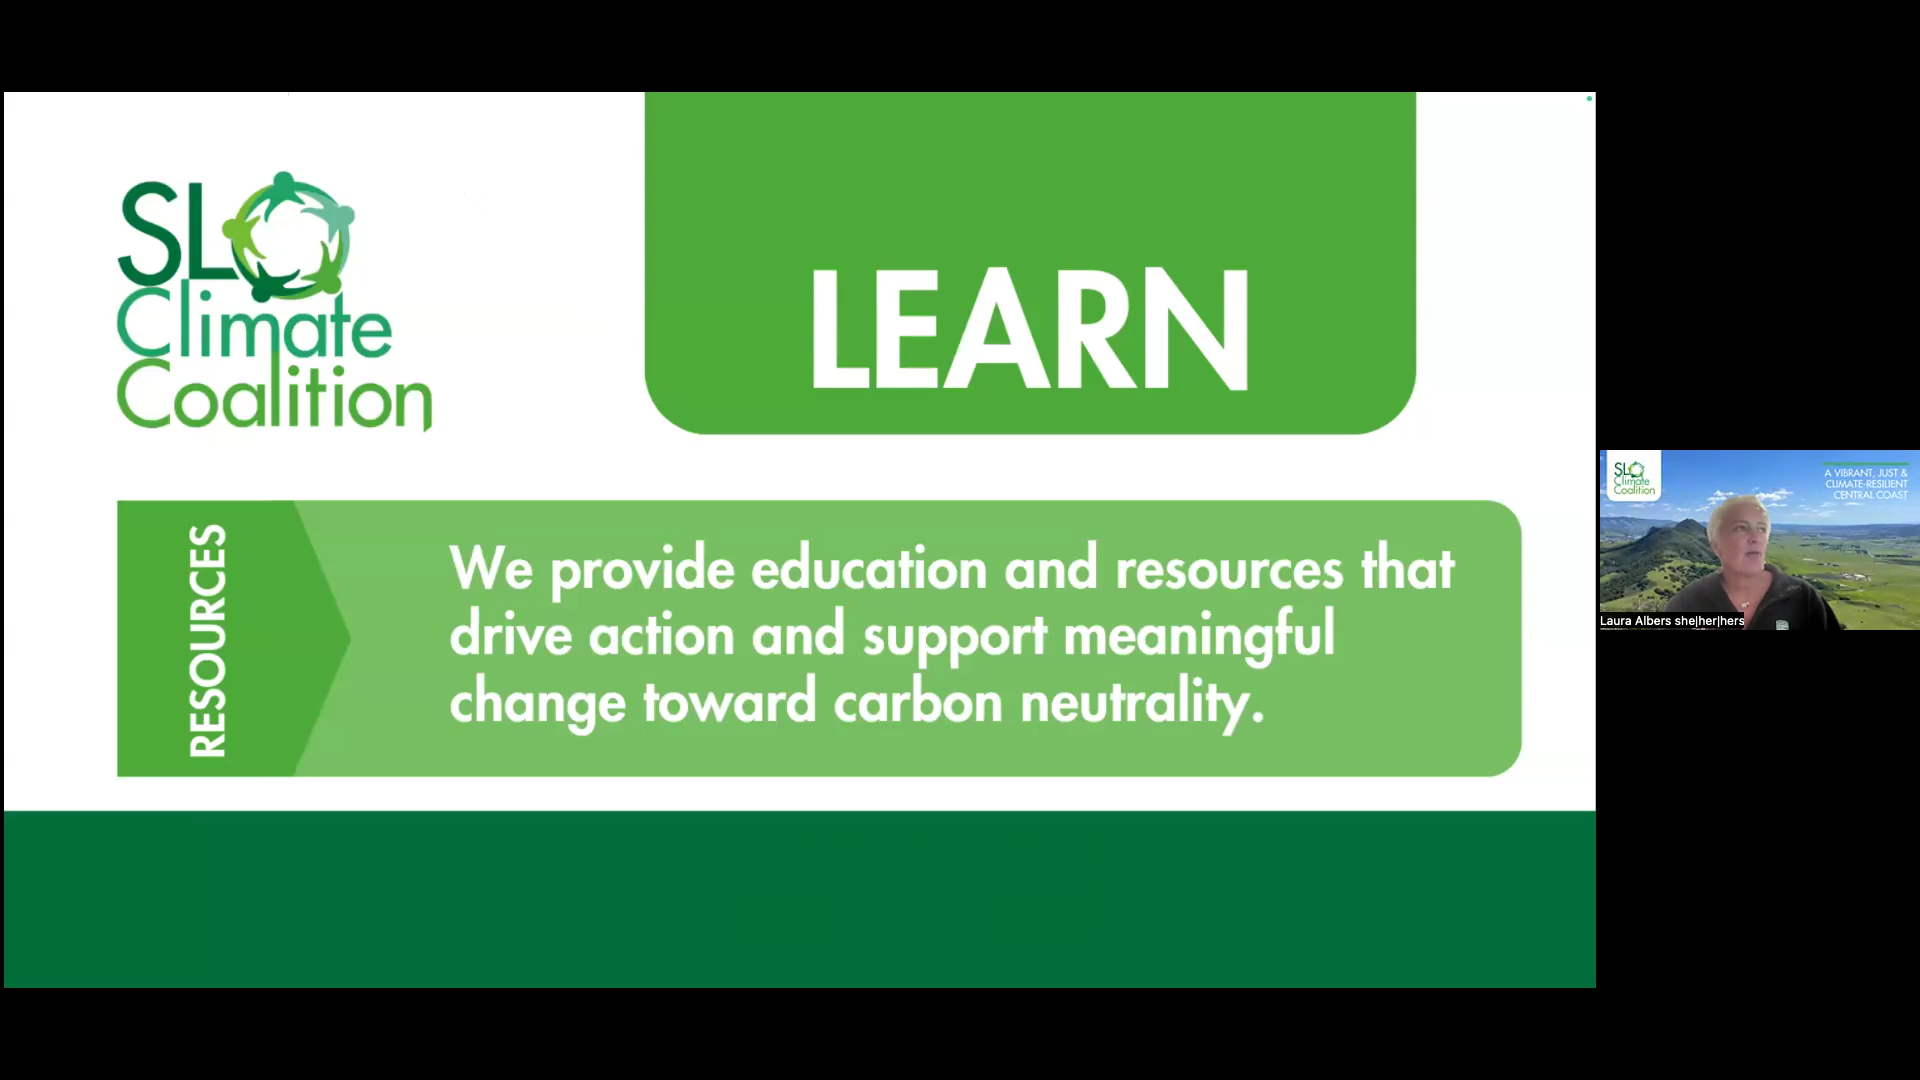 SLO
Climate
Coalition
LEARN
RESOURCES
We provide education and resources that
drive action and support meaningful
change toward carbon neutrality.
SLO
Climate
Coalition
A VIBRANT, JUST &
CLIMATE-RESILIENT
CENTRAL COAST
Laura Albers she|her|hers